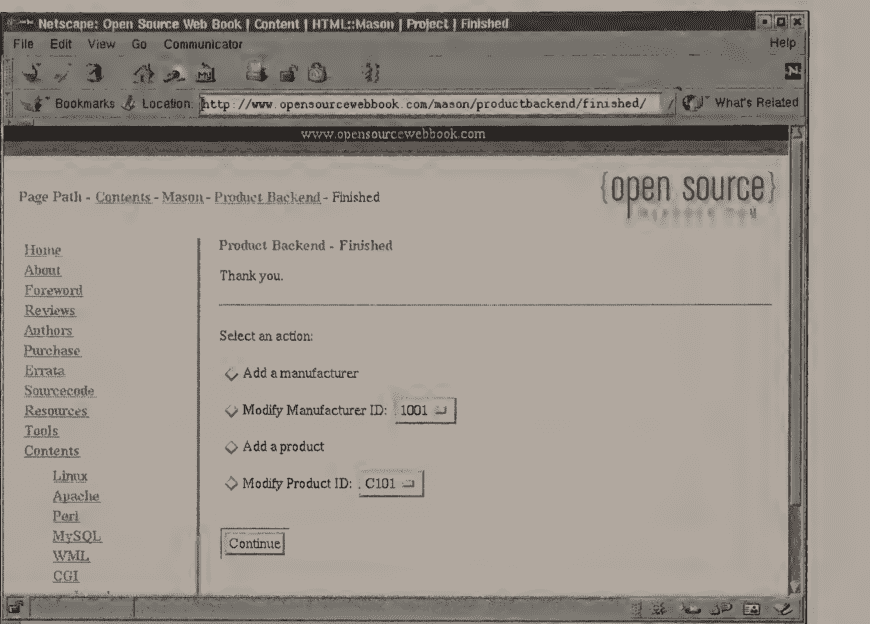 Netscape: Open Source Web Book | Content | HTML::Mason | Project | Finished
File Edit View Go Communicator Help
Bookmarks Location: http://www.opensourcewebbook.com/mason/productbackend/finished/ What's Related
www.opensourcewebbook.com
{open source}
Page Path - Contents - Mason - Product Backend - Finished
Home
About
Foreword
Reviews
Authors
Purchase
Errata
Sourcecode
Resources
Tools
Contents
Linux
Apache
Perl
MySQL
WML
CGI
Product Backend - Finished
Thank you.
Select an action:
Add a manufacturer
Modify Manufacturer ID: 1001
Add a product
Modify Product ID: C101
Continue